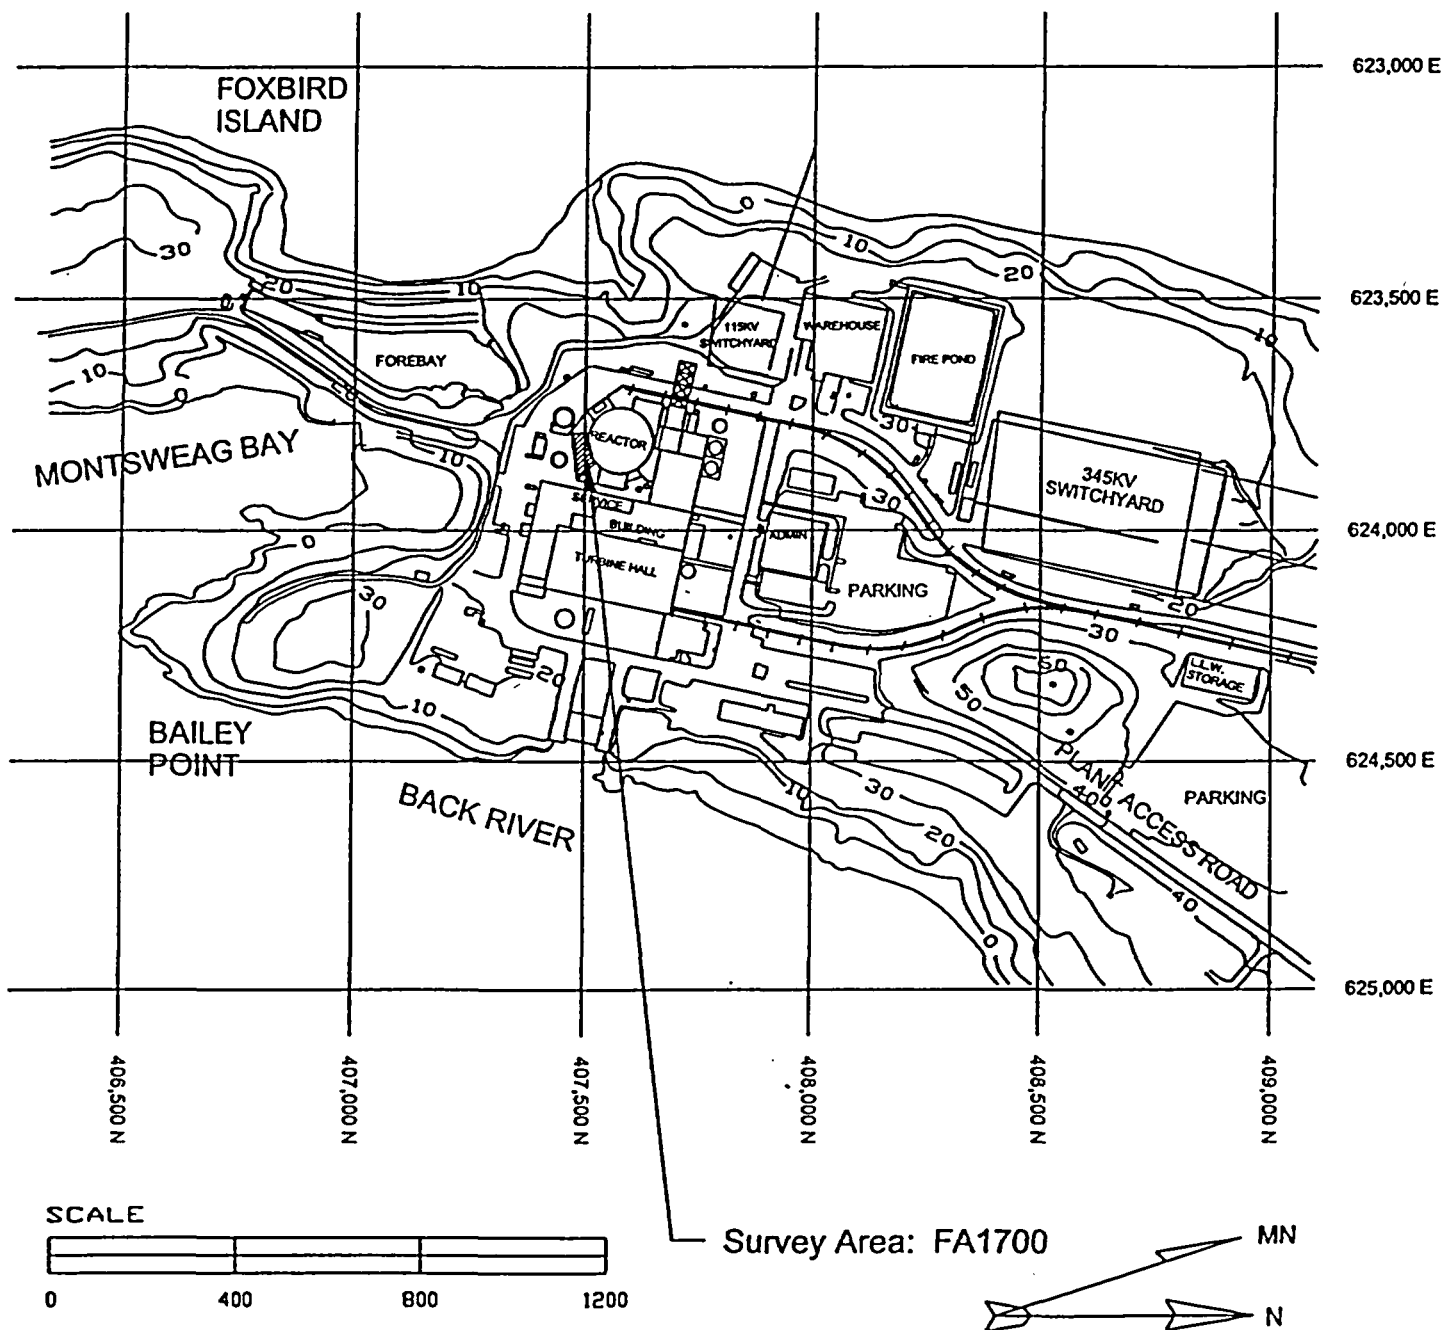 623,000 E
FOXBIRD
ISLAND
0
10
20
30
20
10
623,500 E
10
115KV
SWITCHYARD
WAREHOUSE
FIRE POND
FOREBAY
10
0
0
30
REACTOR
MONTSWEAG BAY
10
345KV
SWITCHYARD
30
SERVICE
BUILDING
ADMIN
624,000 E
0
TURBINE HALL
PARKING
30
20
30
60
L.L.W.
STORAGE
20
50
10
BAILEY
POINT
624,500 E
PLANT ACCESS ROAD
BACK RIVER
10
30
40
PARKING
20
40
0
625,000 E
406,500 N
407,000 N
407,500 N
408,000 N
408,500 N
409,000 N
SCALE
0 400 800 1200
Survey Area: FA1700
MN
N